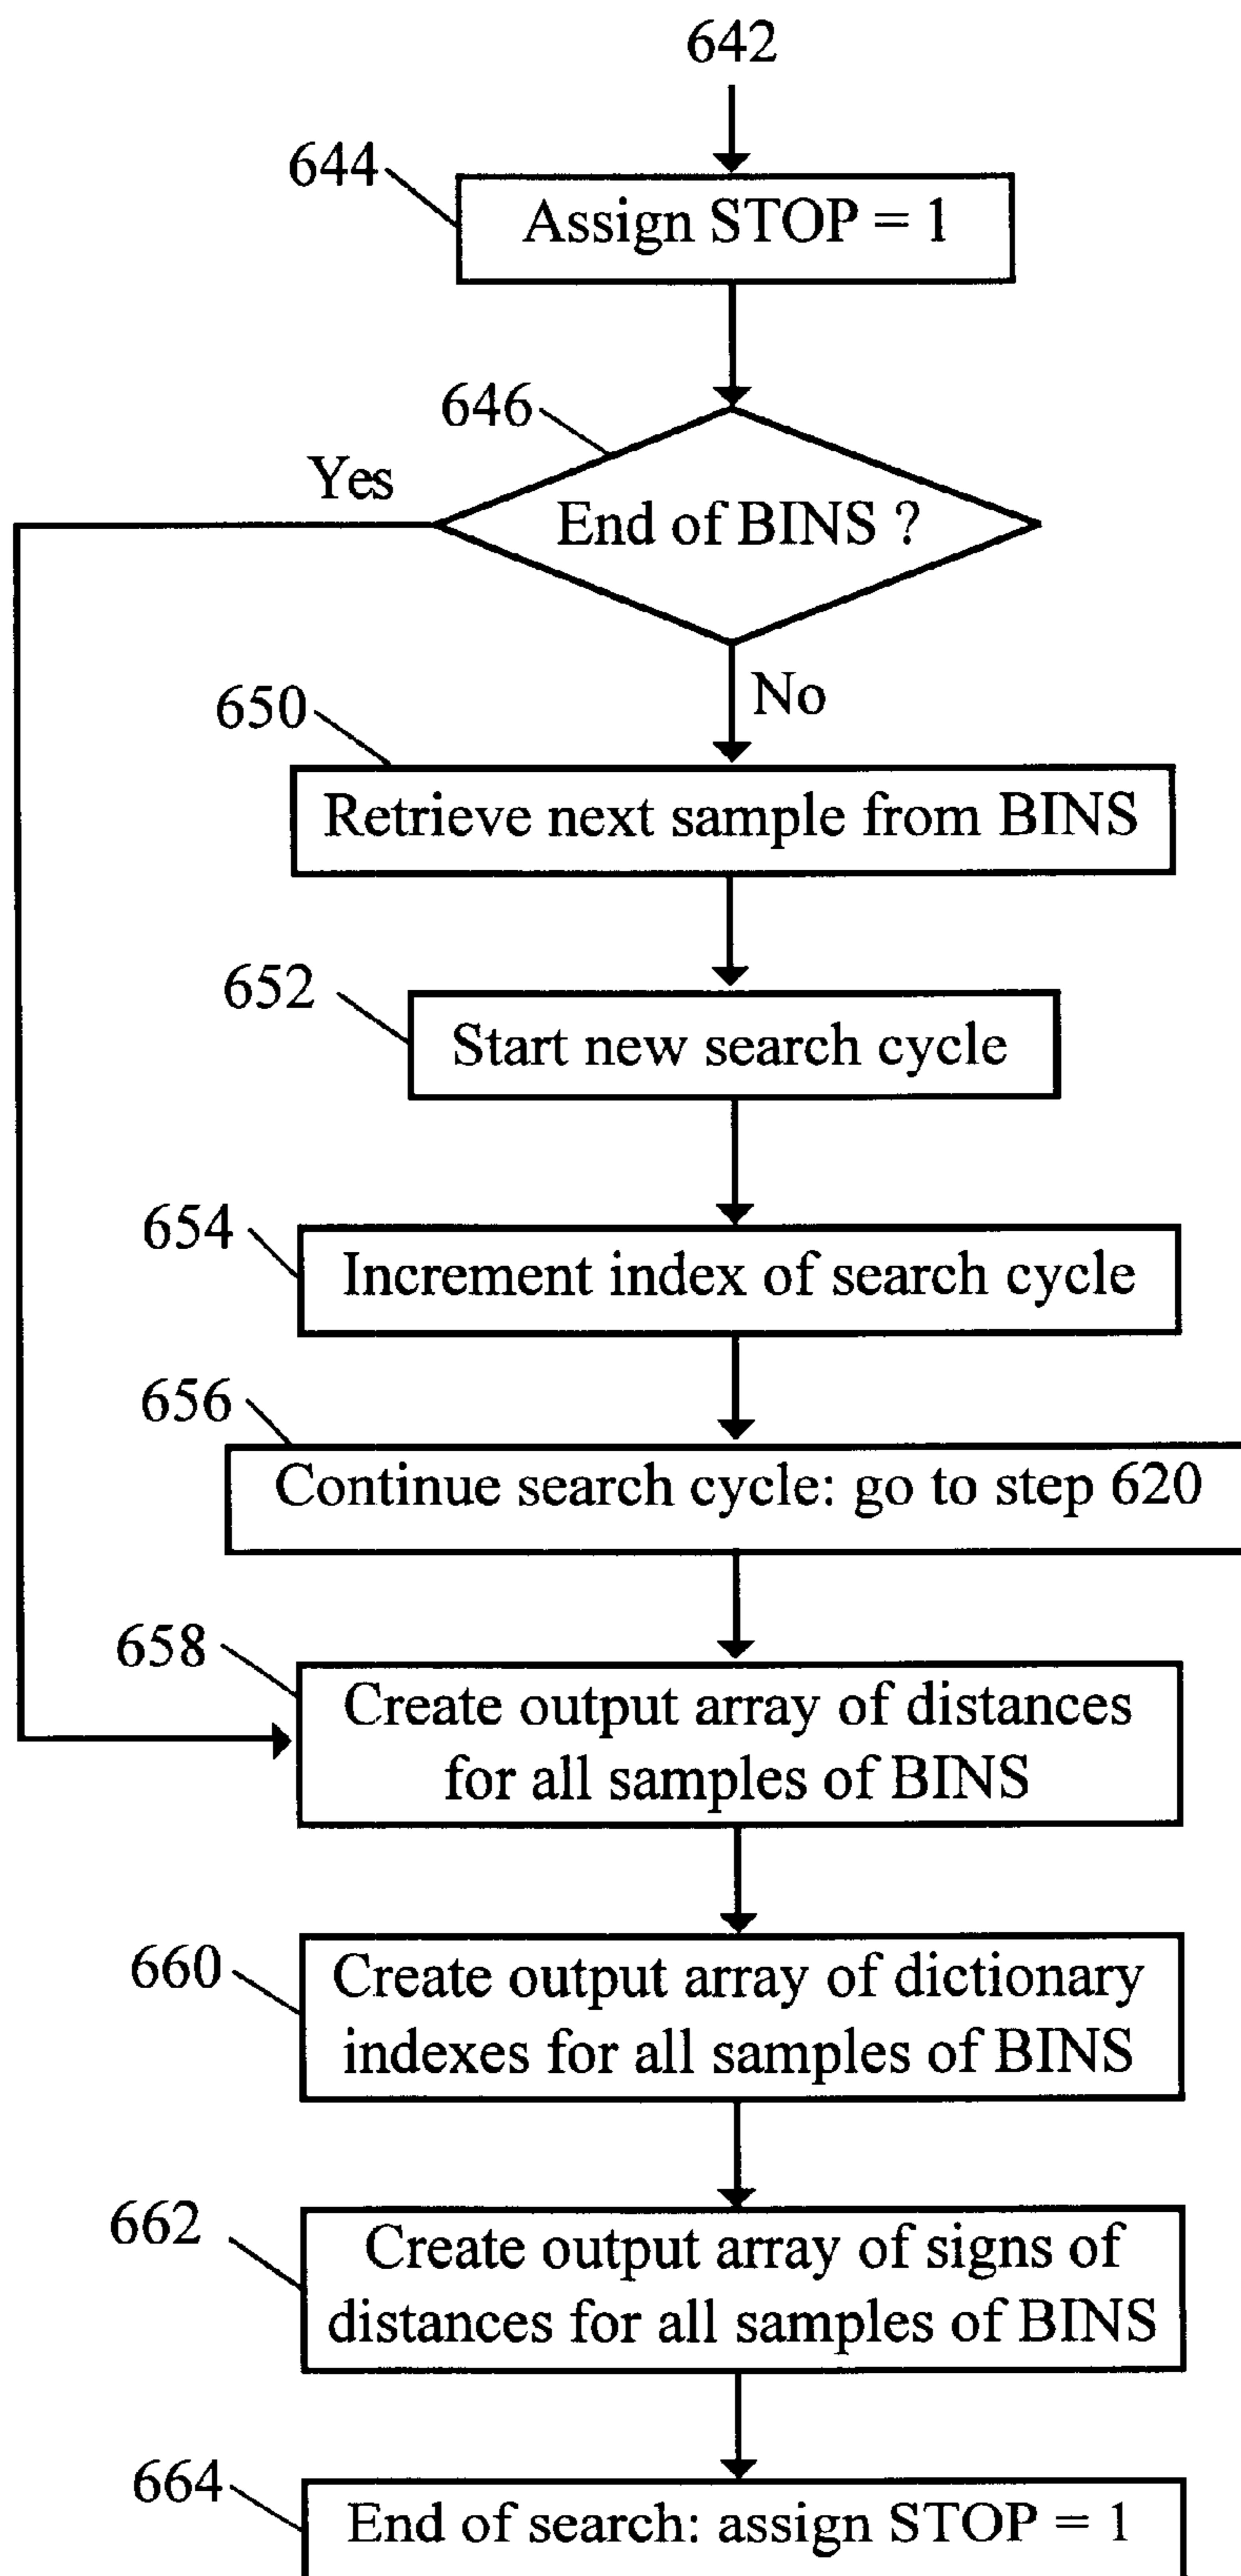 642
644
Assign STOP = 1
646
Yes
End of BINS ?
No
650
Retrieve next sample from BINS
652
Start new search cycle
654
Increment index of search cycle
656
Continue search cycle: go to step 620
658
Create output array of distances
for all samples of BINS
660
Create output array of dictionary
indexes for all samples of BINS
662
Create output array of signs of
distances for all samples of BINS
664
End of search: assign STOP = 1